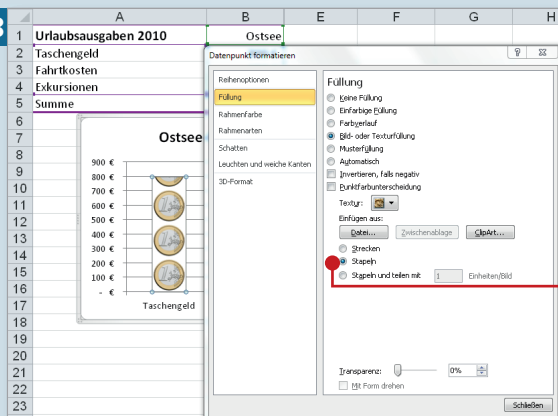 A B E F G H
1 Urlaubsausgaben 2010 Ostsee
2 Taschengeld
3 Fahrtkosten
4 Exkursionen
5 Summe
6
7
8
9
10
11
12
13
14
15
16
17
18
19
20
21
22
23
Ostsee
900 €
800 €
700 €
600 €
500 €
400 €
300 €
200 €
100 €
- €
Taschengeld
Datenpunkt formatieren
Reihenoptionen
Füllung
Rahmenfarbe
Rahmenarten
Schatten
Leuchten und weiche Kanten
3D-Format
Füllung
Keine Füllung
Einfarbige Füllung
Farbverlauf
Bild- oder Texturfüllung
Musterfüllung
Automatisch
Invertieren, falls negativ
Punktfarbunterscheidung
Textur:
Einfügen aus:
Datei... Zwischenablage ClipArt...
Strecken
Stapeln
Stapeln und teilen mit 1 Einheiten/Bild
Transparenz: 0%
Mit Form drehen
Schließen